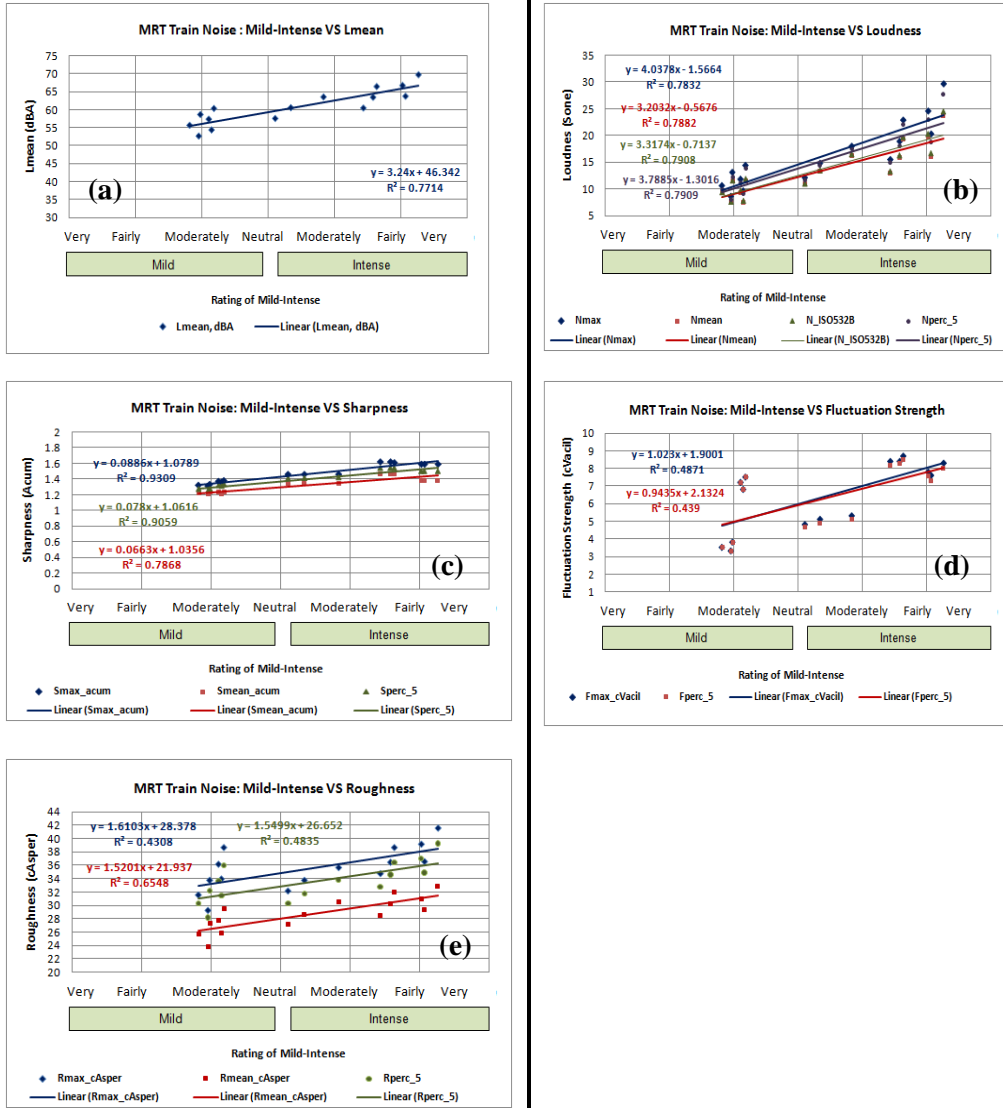 MRT Train Noise : Mild-Intense VS Lmean
Lmean (dBA)
75
70
65
60
55
50
45
40
35
30
y = 3.24x + 46.342
R² = 0.7714
(a)
Very Fairly Moderately Neutral Moderately Fairly Very
Mild Intense
Rating of Mild-Intense
Lmean, dBA Linear (Lmean, dBA)
MRT Train Noise: Mild-Intense VS Loudness
Loudnes (Sone)
35
30
25
20
15
10
5
y = 4.0378x - 1.5664
R² = 0.7832
y = 3.2032x - 0.5676
R² = 0.7882
y = 3.3174x - 0.7137
R² = 0.7908
y = 3.7885x - 1.3016
R² = 0.7909
(b)
Very Fairly Moderately Neutral Moderately Fairly Very
Mild Intense
Rating of Mild-Intense
Nmax Nmean N_ISO532B Nperc_5
Linear (Nmax) Linear (Nmean) Linear (N_ISO532B) Linear (Nperc_5)
MRT Train Noise: Mild-Intense VS Sharpness
Sharpness (Acum)
2
1.8
1.6
1.4
1.2
1
0.8
0.6
0.4
0.2
0
y = 0.0886x + 1.0789
R² = 0.9309
y = 0.078x + 1.0616
R² = 0.9059
y = 0.0663x + 1.0356
R² = 0.7868
(c)
Very Fairly Moderately Neutral Moderately Fairly Very
Mild Intense
Rating of Mild-Intense
Smax_acum Smean_acum Sperc_5
Linear (Smax_acum) Linear (Smean_acum) Linear (Sperc_5)
MRT Train Noise: Mild-Intense VS Fluctuation Strength
Fluctuation Strength (cVacil)
10
9
8
7
6
5
4
3
2
1
y = 1.023x + 1.9001
R² = 0.4871
y = 0.9435x + 2.1324
R² = 0.439
(d)
Very Fairly Moderately Neutral Moderately Fairly Very
Mild Intense
Rating of Mild-Intense
Fmax_cVacil Fperc_5 Linear (Fmax_cVacil) Linear (Fperc_5)
MRT Train Noise: Mild-Intense VS Roughness
Roughness (cAsper)
44
42
40
38
36
34
32
30
28
26
24
22
20
y = 1.6103x + 28.378
R² = 0.4308
y = 1.5499x + 26.652
R² = 0.4835
y = 1.5201x + 21.937
R² = 0.6548
(e)
Very Fairly Moderately Neutral Moderately Fairly Very
Mild Intense
Rating of Mild-Intense
Rmax_cAsper Rmean_cAsper Rperc_5
Linear (Rmax_cAsper) Linear (Rmean_cAsper) Linear (Rperc_5)